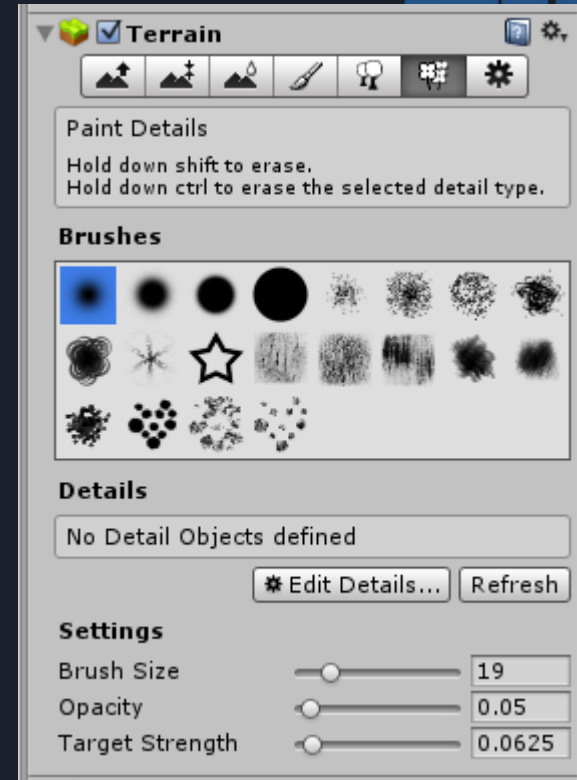 Terrain
Paint Details
Hold down shift to erase.
Hold down ctrl to erase the selected detail type.
Brushes
Details
No Detail Objects defined
Edit Details... Refresh
Settings
Brush Size 19
Opacity 0.05
Target Strength 0.0625